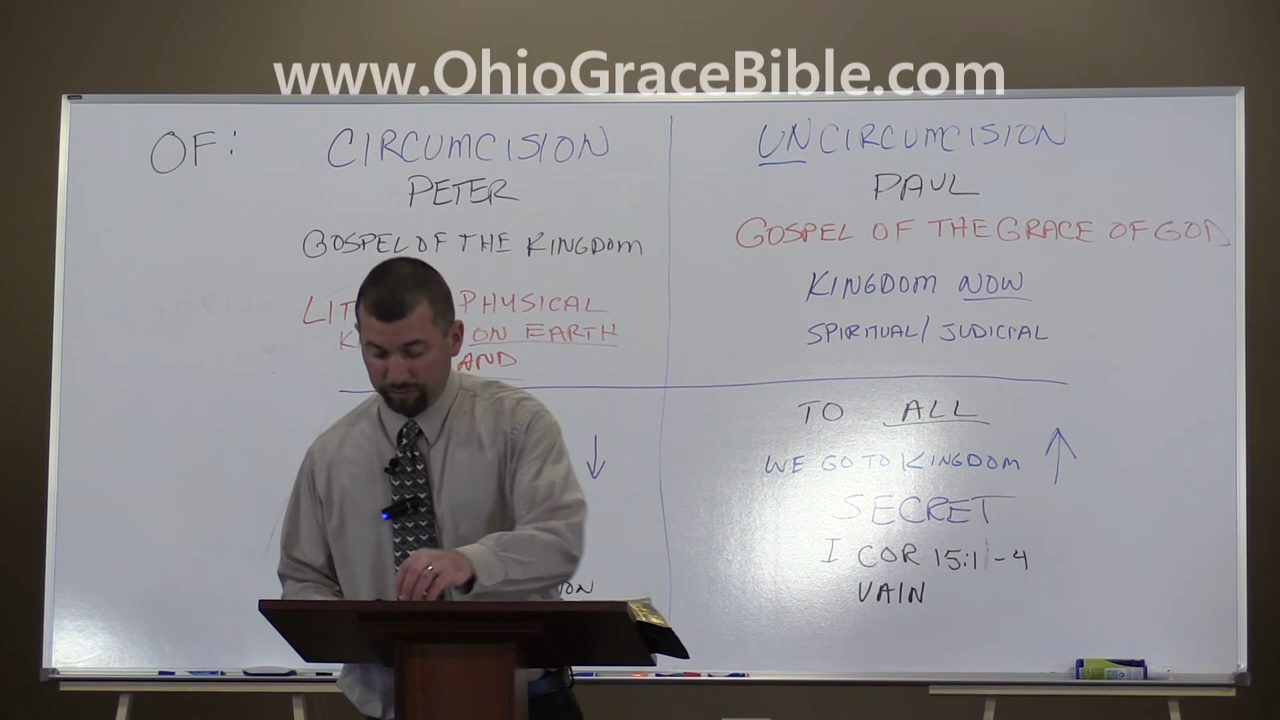 www.OhioGraceBible.com
OF: CIRCUMCISION
PETER
GOSPEL OF THE KINGDOM
PHYSICAL
ON EARTH
UNCIRCUMCISION
PAUL
GOSPEL OF THE GRACE OF GOD
KINGDOM NOW
SPIRITUAL/JUDICIAL
TO ALL
WE GO TO KINGDOM
SECRET
I COR 15:1-4
VAIN